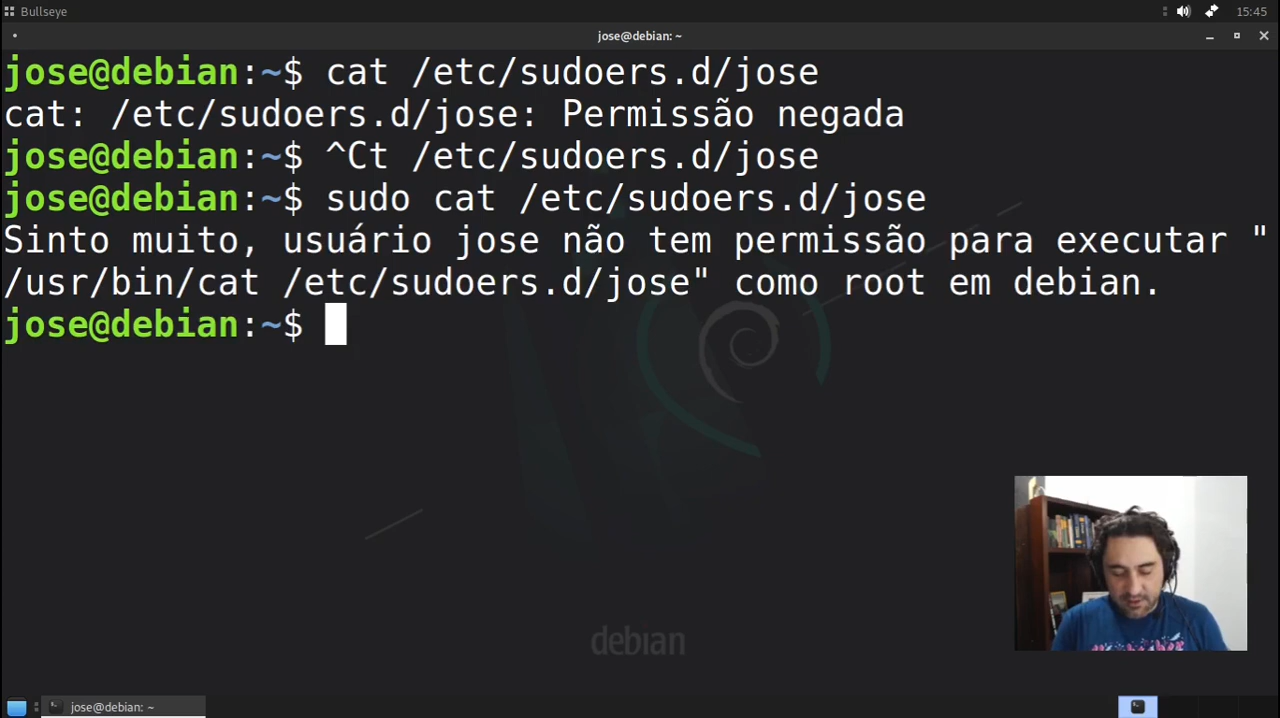 Bullseye
15:45
jose@debian: ~
jose@debian:~$ cat /etc/sudoers.d/jose
cat: /etc/sudoers.d/jose: Permissão negada
jose@debian:~$ ^Ct /etc/sudoers.d/jose
jose@debian:~$ sudo cat /etc/sudoers.d/jose
Sinto muito, usuário jose não tem permissão para executar "
/usr/bin/cat /etc/sudoers.d/jose" como root em debian.
jose@debian:~$
debian
jose@debian: ~